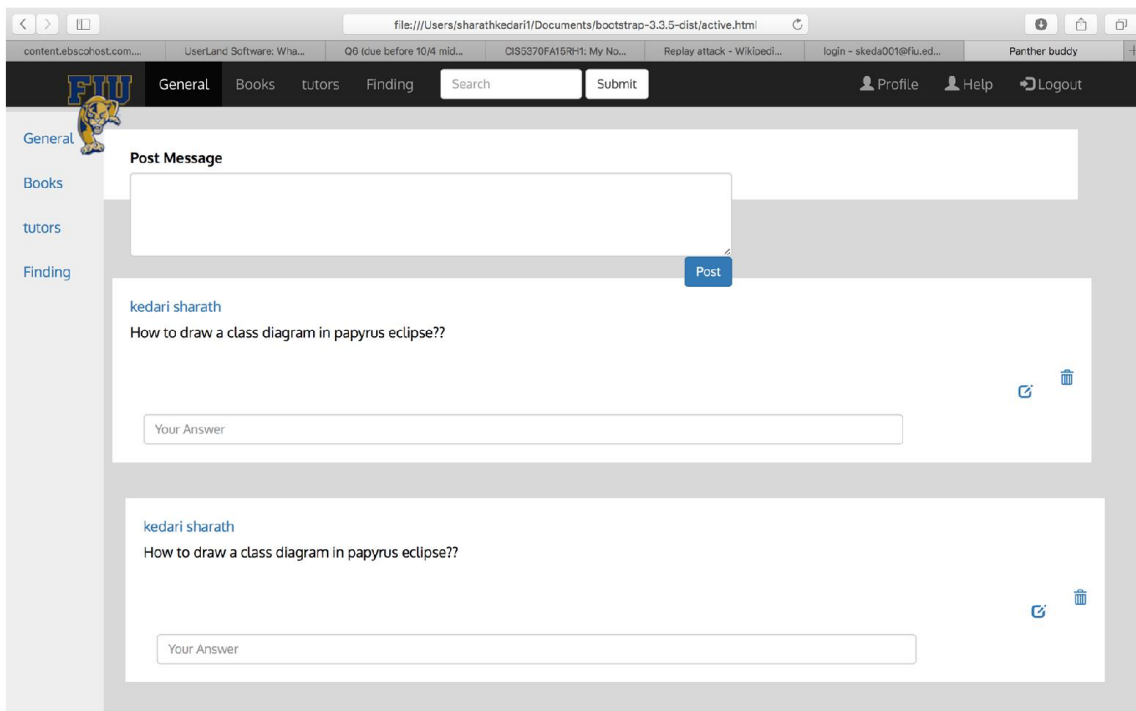 file:///Users/sharathkedari1/Documents/bootstrap-3.3.5-dist/active.html
content.ebscohost.com.... UserLand Software: Wha... Q6 (due before 10/4 mid... CIS5370FA15RH1: My No... Replay attack - Wikipedi... login - skeda001@fiu.ed... Panther buddy
FIU General Books tutors Finding Search Submit Profile Help Logout
General
Books
tutors
Finding
Post Message
Post
kedari sharath
How to draw a class diagram in papyrus eclipse??
Your Answer
kedari sharath
How to draw a class diagram in papyrus eclipse??
Your Answer